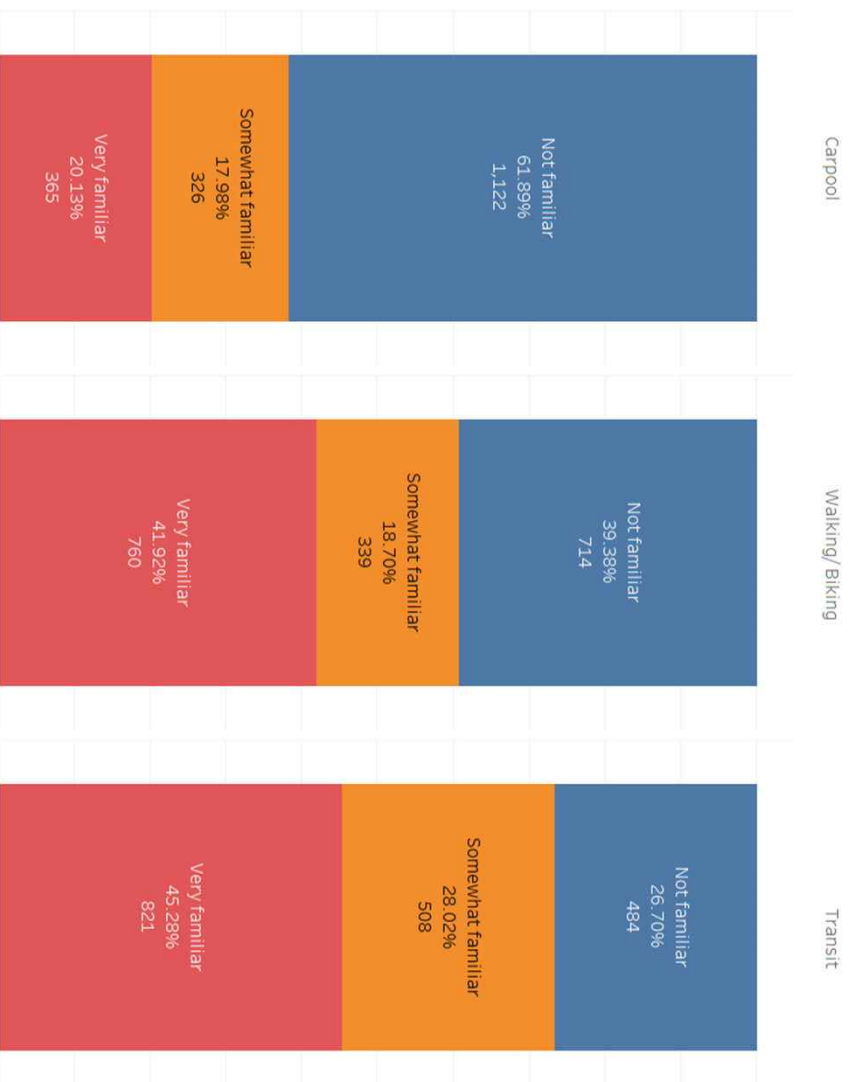 Carpool
Not familiar
61.89%
1,122
Somewhat familiar
17.98%
326
Very familiar
20.13%
365
Walking/ Biking
Not familiar
39.38%
714
Somewhat familiar
18.70%
339
Very familiar
41.92%
760
Transit
Not familiar
26.70%
484
Somewhat familiar
28.02%
508
Very familiar
45.28%
821